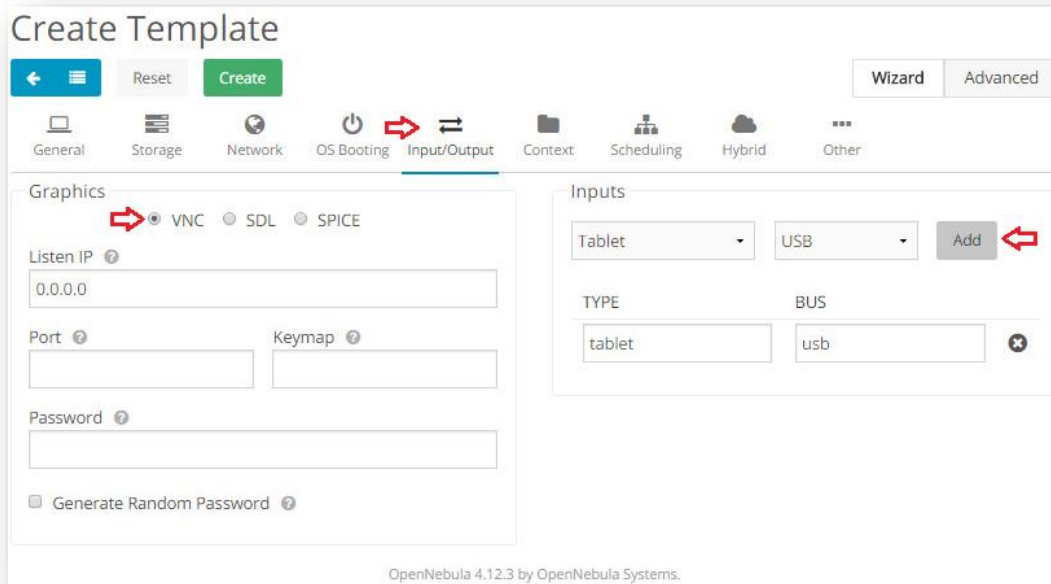 Create Template
Reset Create Wizard Advanced
General Storage Network OS Booting Input/Output Context Scheduling Hybrid Other
Graphics
VNC SDL SPICE
Listen IP
0.0.0.0
Port Keymap
Password
Generate Random Password
Inputs
Tablet USB Add
TYPE BUS
tablet usb
OpenNebula 4.12.3 by OpenNebula Systems.